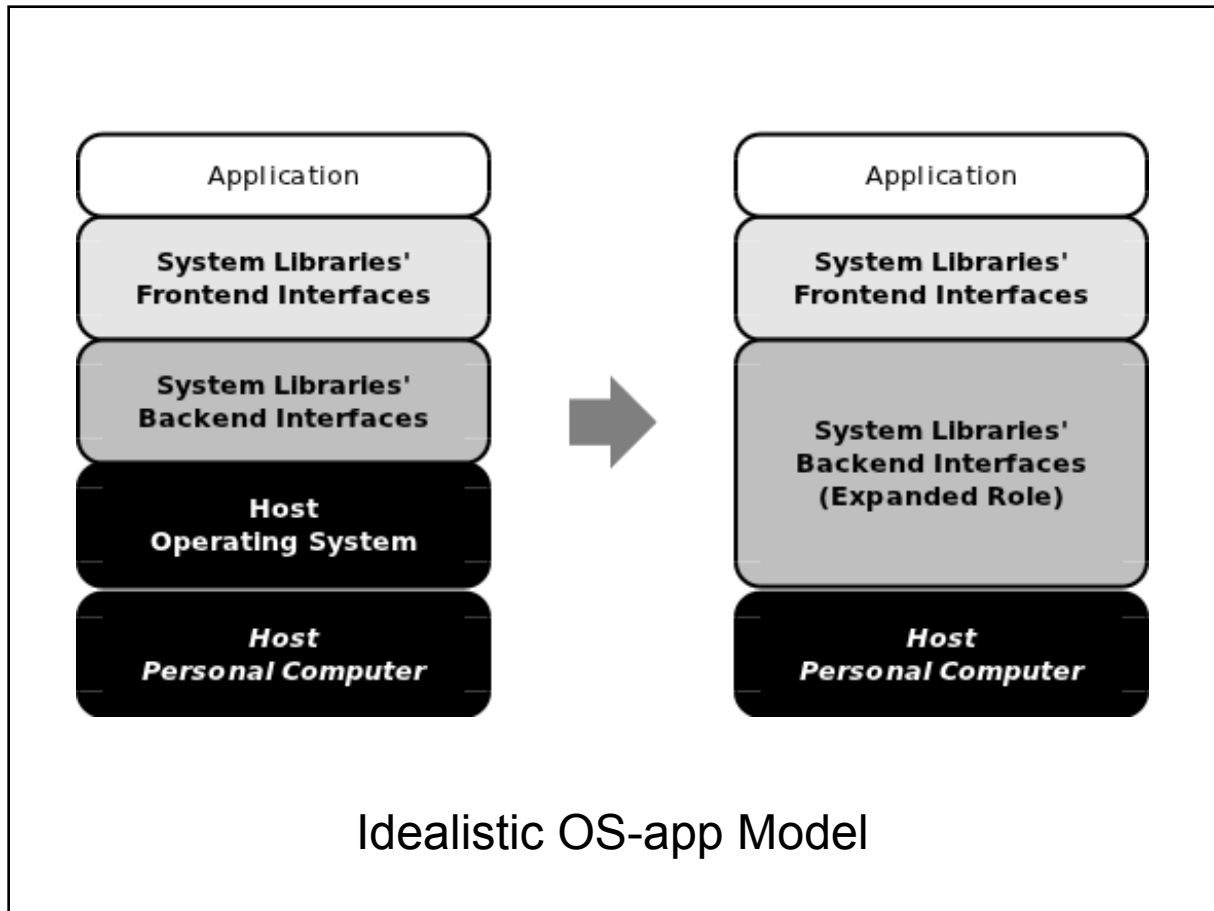 Application
System Libraries'
Frontend Interfaces
System Libraries'
Backend Interfaces
Host
Operating System
Host
Personal Computer
Application
System Libraries'
Frontend Interfaces
System Libraries'
Backend Interfaces
(Expanded Role)
Host
Personal Computer
Idealistic OS-app Model